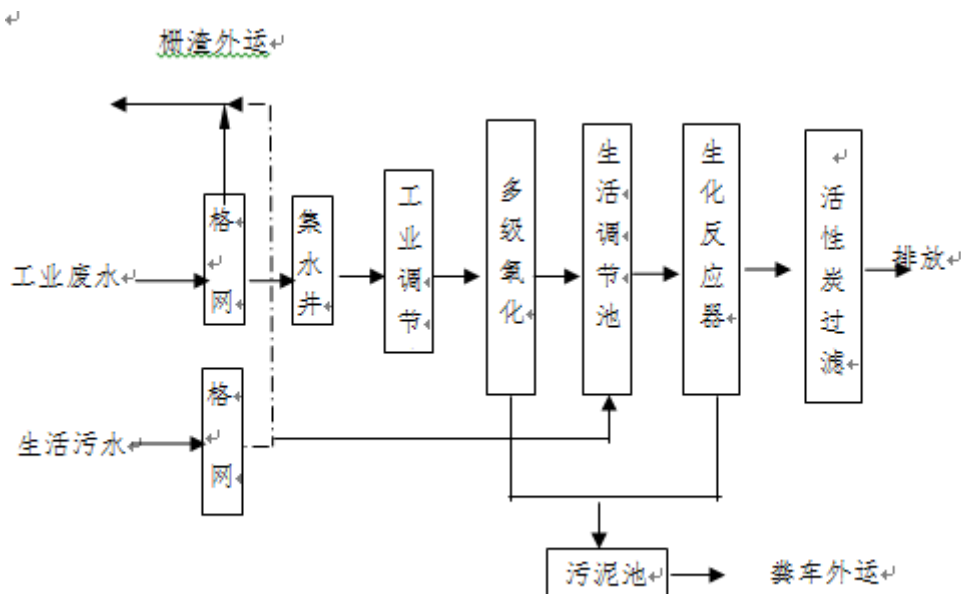 栅渣外运
工业废水
格网
集水井
工业调节
多级氧化
生活调节池
生化反应器
活性炭过滤
排放
生活污水
格网
污泥池
粪车外运